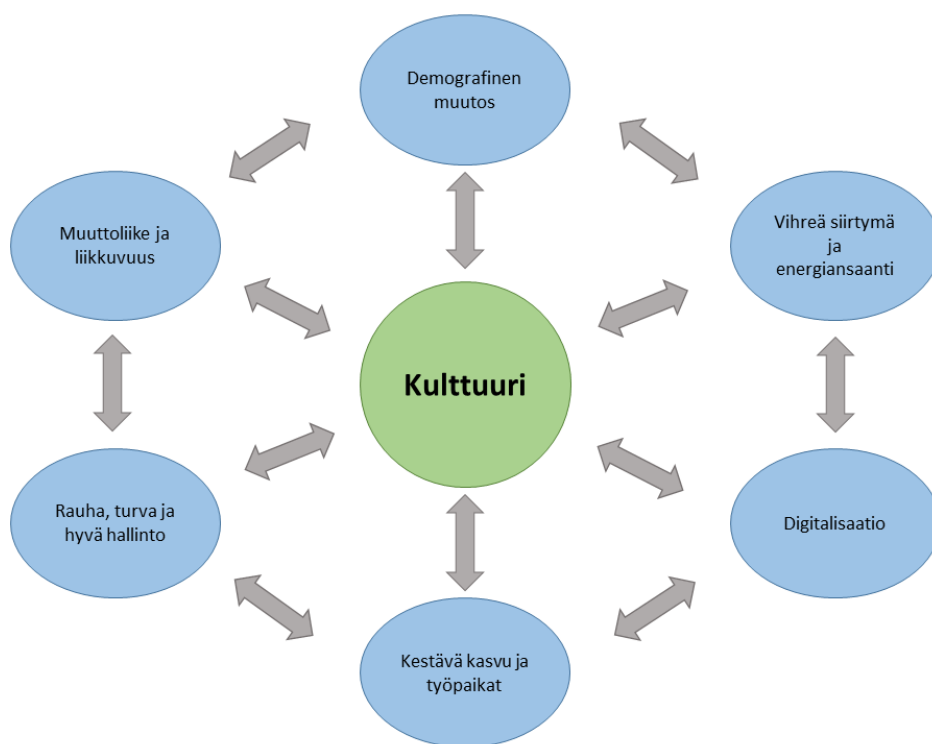 Demografinen
muutos
Muuttoliike ja
liikkuvuus
Vihreä siirtymä
ja
energiansaanti
Kulttuuri
Rauha, turva ja
hyvä hallinto
Digitalisaatio
Kestävä kasvu ja
työpaikat